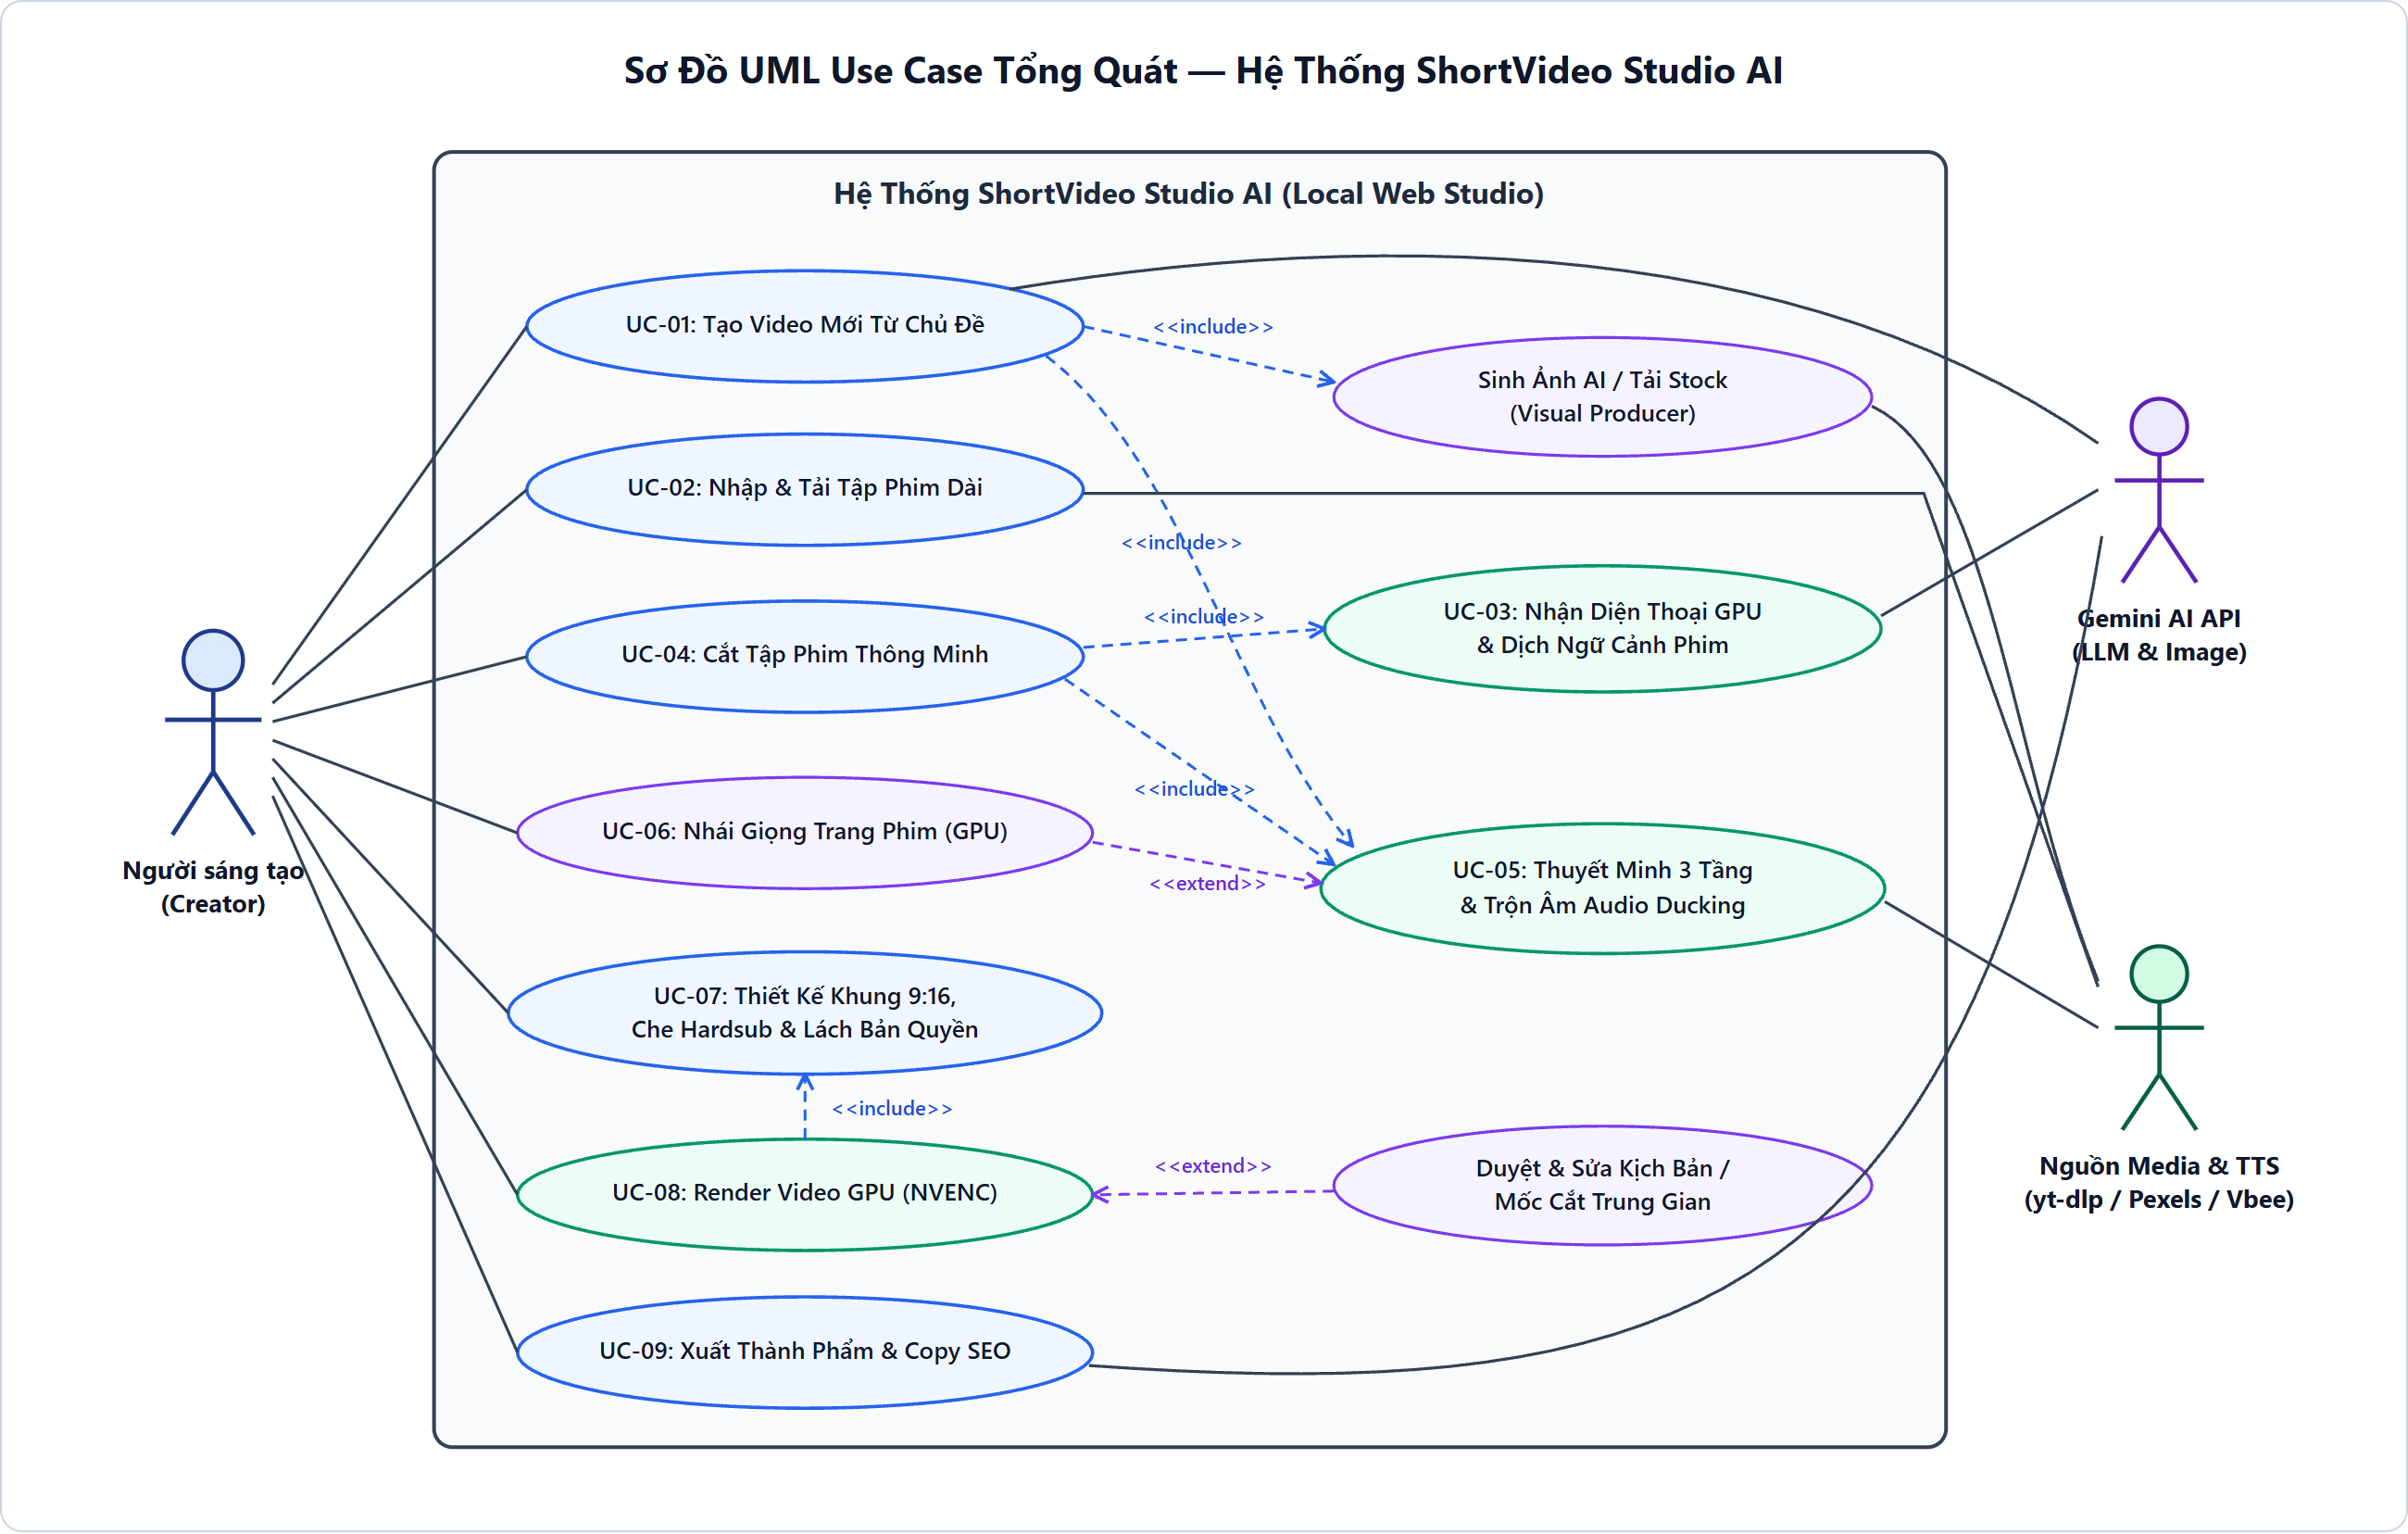 Sơ Đồ UML Use Case Tổng Quát — Hệ Thống ShortVideo Studio AI
Hệ Thống ShortVideo Studio AI (Local Web Studio)
UC-01: Tạo Video Mới Từ Chủ Đề
<<include>>
Sinh Ảnh AI / Tải Stock
(Visual Producer)
UC-02: Nhập & Tải Tập Phim Dài
<<include>>
UC-04: Cắt Tập Phim Thông Minh
<<include>>
UC-03: Nhận Diện Thoại GPU
& Dịch Ngữ Cảnh Phim
Gemini AI API
(LLM & Image)
<<include>>
UC-06: Nhái Giọng Trang Phim (GPU)
<<extend>>
UC-05: Thuyết Minh 3 Tầng
& Trộn Âm Audio Ducking
Người sáng tạo
(Creator)
UC-07: Thiết Kế Khung 9:16,
Che Hardsub & Lách Bản Quyền
<<include>>
UC-08: Render Video GPU (NVENC)
<<extend>>
Duyệt & Sửa Kịch Bản /
Mốc Cắt Trung Gian
Nguồn Media & TTS
(yt-dlp / Pexels / Vbee)
UC-09: Xuất Thành Phẩm & Copy SEO